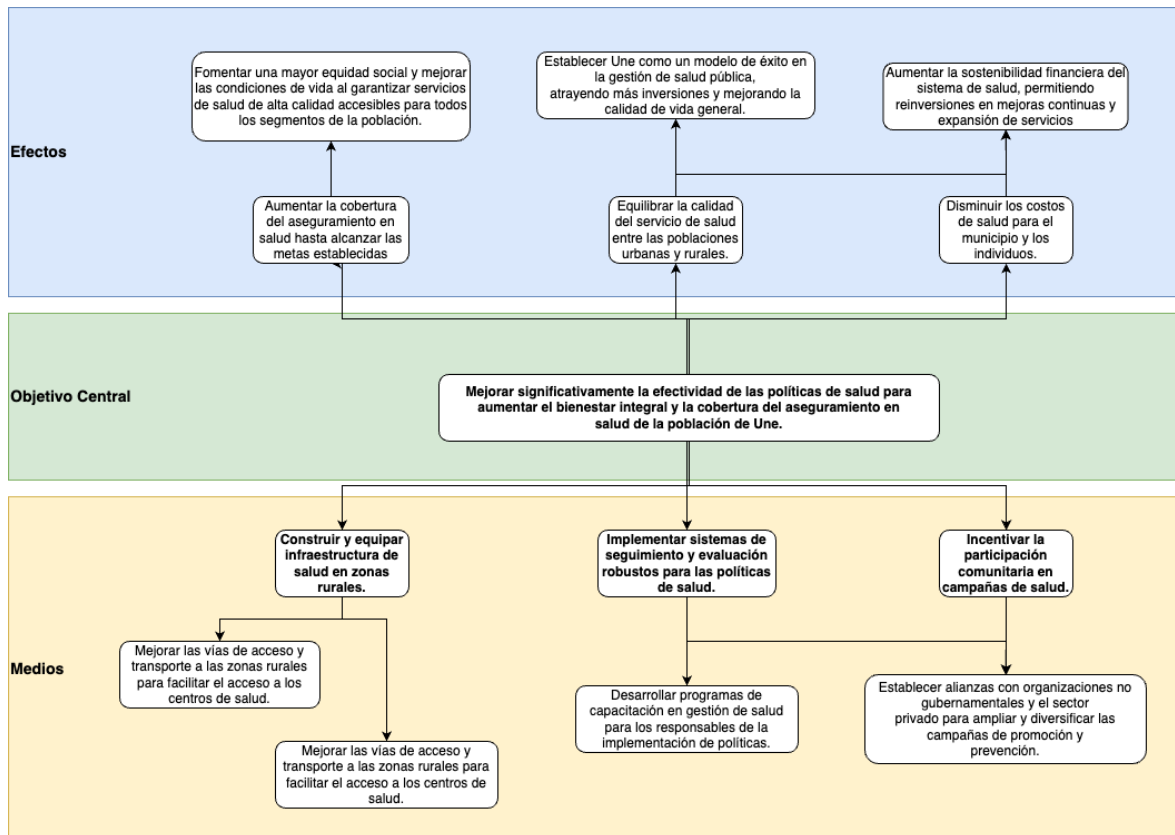 Fomentar una mayor equidad social y mejorar
las condiciones de vida al garantizar servicios
de salud de alta calidad accesibles para todos
los segmentos de la población.
Establecer Une como un modelo de éxito en
la gestión de salud pública,
atrayendo más inversiones y mejorando la
calidad de vida general.
Aumentar la sostenibilidad financiera del
sistema de salud, permitiendo
reinversiones en mejoras continuas y
expansión de servicios
Efectos
Aumentar la cobertura
del aseguramiento en
salud hasta alcanzar las
metas establecidas
Equilibrar la calidad
del servicio de salud
entre las poblaciones
urbanas y rurales.
Disminuir los costos
de salud para el
municipio y los
individuos.
Objetivo Central
Mejorar significativamente la efectividad de las políticas de salud para
aumentar el bienestar integral y la cobertura del aseguramiento en
salud de la población de Une.
Construir y equipar
infraestructura de
salud en zonas
rurales.
Implementar sistemas de
seguimiento y evaluación
robustos para las políticas
de salud.
Incentivar la
participación
comunitaria en
campañas de salud.
Medios
Mejorar las vías de acceso y
transporte a las zonas rurales
para facilitar el acceso a los
centros de salud.
Mejorar las vías de acceso y
transporte a las zonas rurales para
facilitar el acceso a los centros de
salud.
Desarrollar programas de
capacitación en gestión de salud
para los responsables de la
implementación de políticas.
Establecer alianzas con organizaciones no
gubernamentales y el sector
privado para ampliar y diversificar las
campañas de promoción y
prevención.